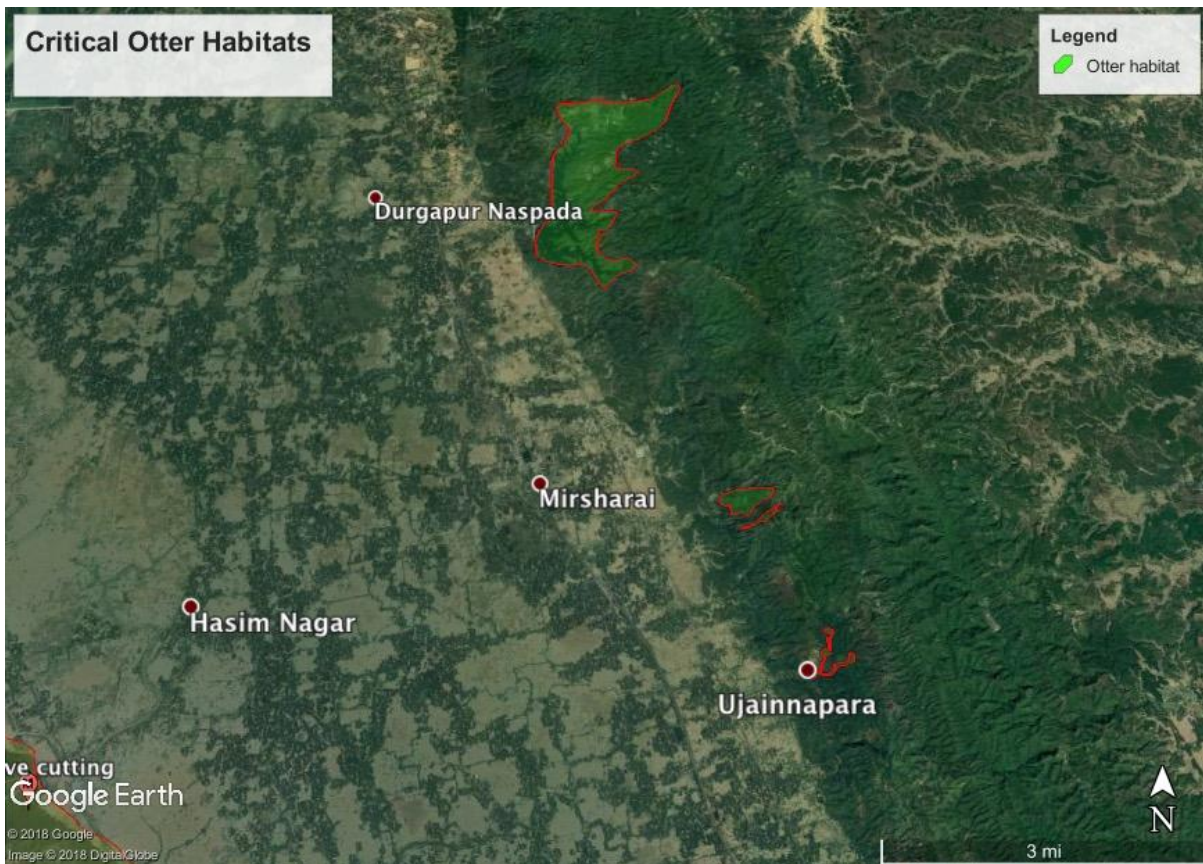 Critical Otter Habitats
Legend
Otter habitat
Durgapur Naspada
Mirsharai
Hasim Nagar
Ujainnapara
ve cutting
Google Earth
N
© 2018 Google
3 mi
Image © 2018 DigitalGlobe